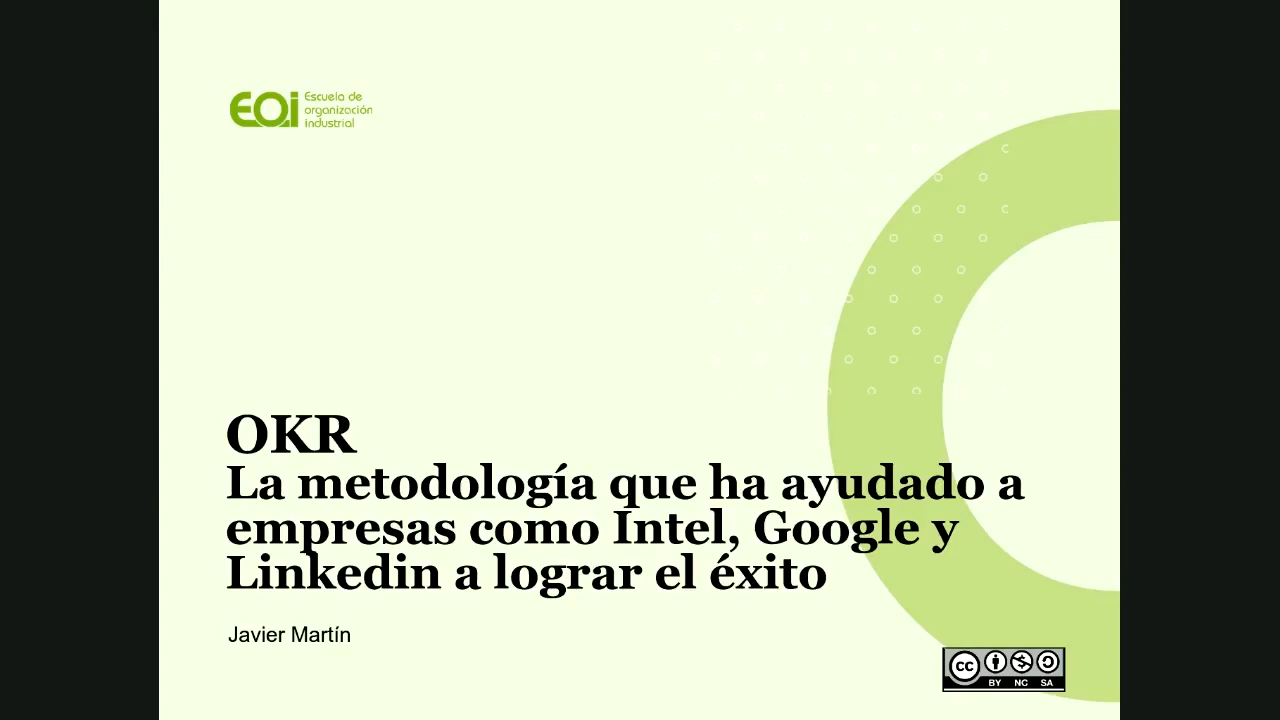 EOI Escuela de
organización
industrial
OKR
La metodología que ha ayudado a
empresas como Intel, Google y
Linkedin a lograr el éxito
Javier Martín
cc
BY NC SA